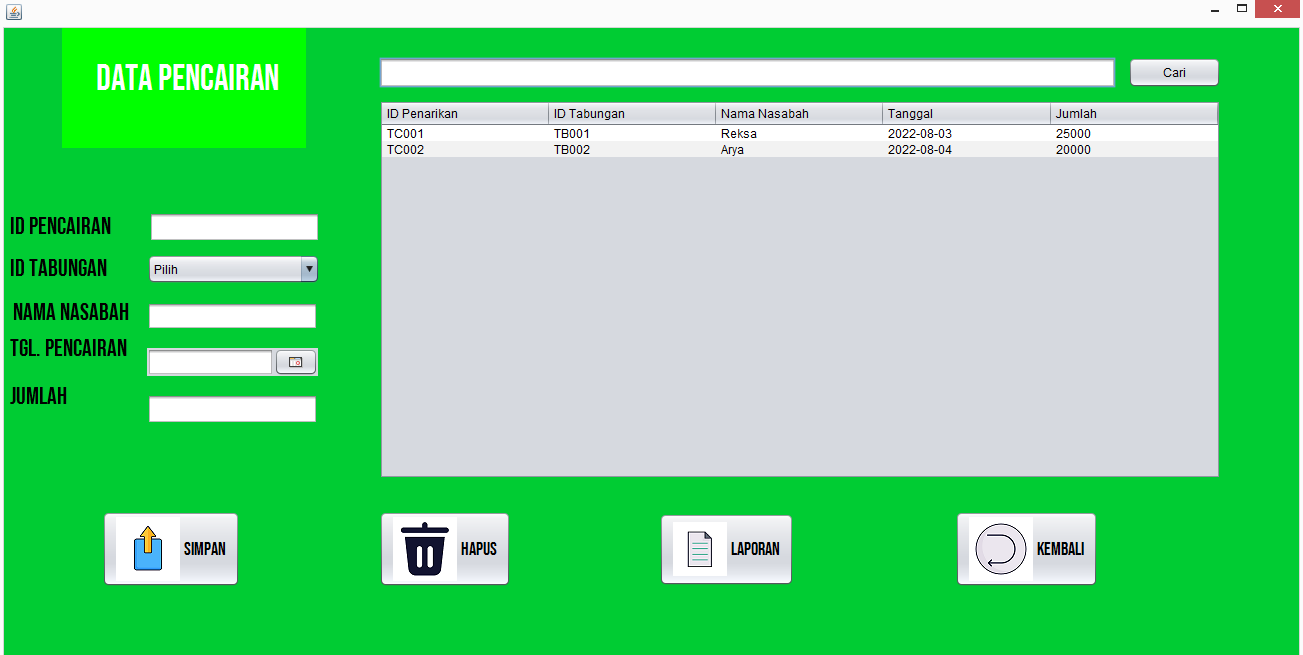 DATA PENCAIRAN
Cari
ID Penarikan ID Tabungan Nama Nasabah Tanggal Jumlah
TC001 TB001 Reksa 2022-08-03 25000
TC002 TB002 Arya 2022-08-04 20000
ID PENCAIRAN
ID TABUNGAN Pilih
NAMA NASABAH
TGL. PENCAIRAN
JUMLAH
SIMPAN HAPUS LAPORAN KEMBALI